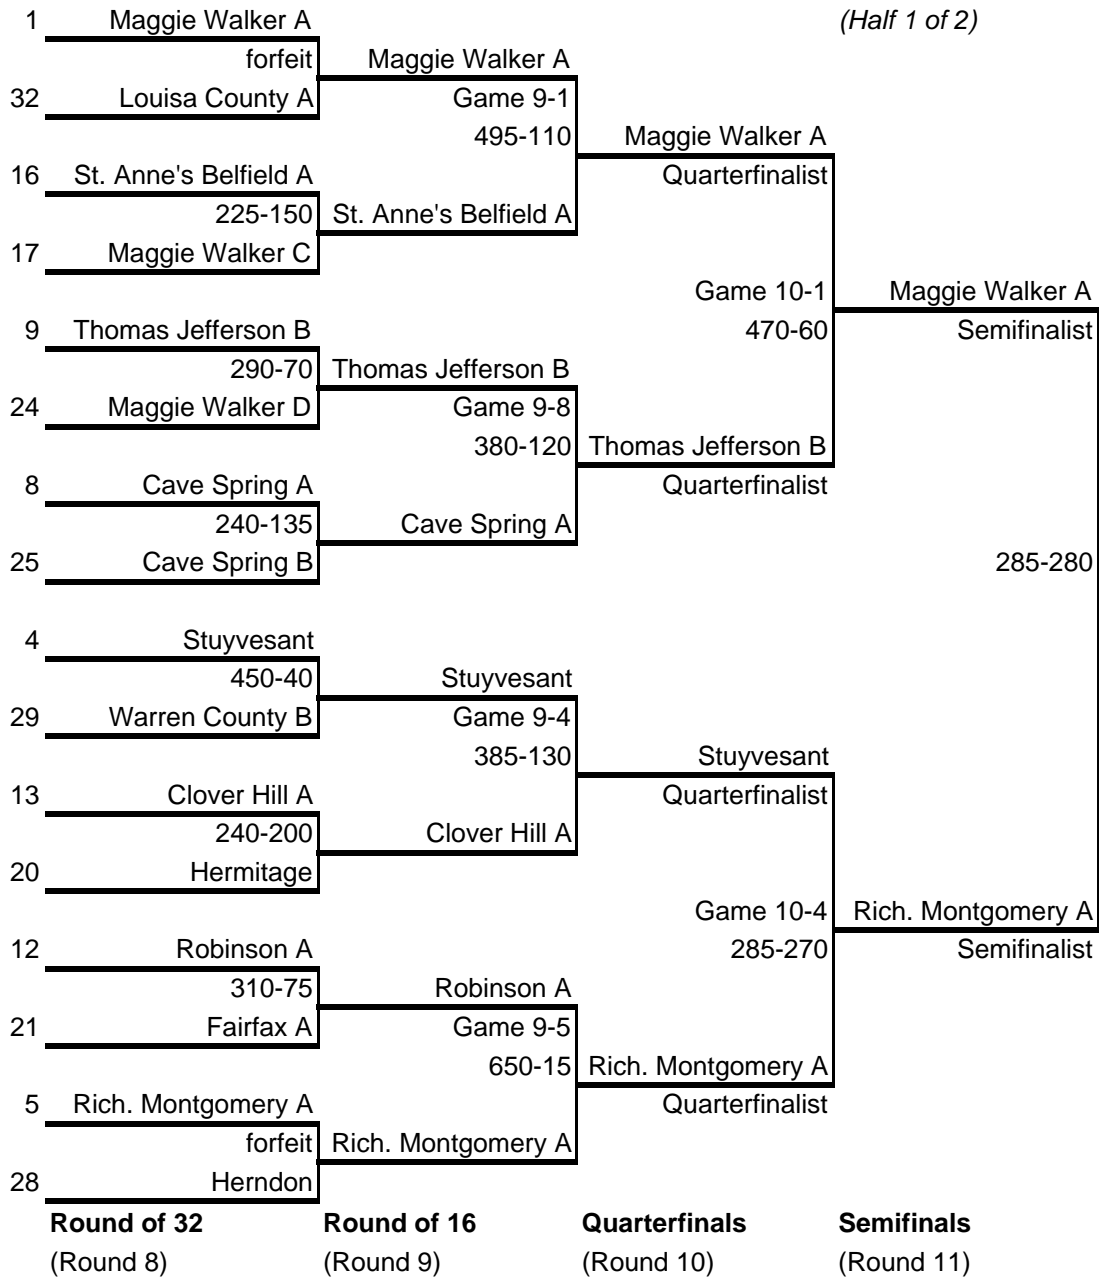 1 Maggie Walker A (Half 1 of 2)
forfeit Maggie Walker A
32 Louisa County A Game 9-1
495-110 Maggie Walker A
16 St. Anne's Belfield A Quarterfinalist
225-150 St. Anne's Belfield A
17 Maggie Walker C
Game 10-1 Maggie Walker A
9 Thomas Jefferson B 470-60 Semifinalist
290-70 Thomas Jefferson B
24 Maggie Walker D Game 9-8
380-120 Thomas Jefferson B
8 Cave Spring A Quarterfinalist
240-135 Cave Spring A
25 Cave Spring B 285-280
4 Stuyvesant
450-40 Stuyvesant
29 Warren County B Game 9-4
385-130 Stuyvesant
13 Clover Hill A Quarterfinalist
240-200 Clover Hill A
20 Hermitage
Game 10-4 Rich. Montgomery A
12 Robinson A 285-270 Semifinalist
310-75 Robinson A
21 Fairfax A Game 9-5
650-15 Rich. Montgomery A
5 Rich. Montgomery A Quarterfinalist
forfeit Rich. Montgomery A
28 Herndon
Round of 32 Round of 16 Quarterfinals Semifinals
(Round 8) (Round 9) (Round 10) (Round 11)